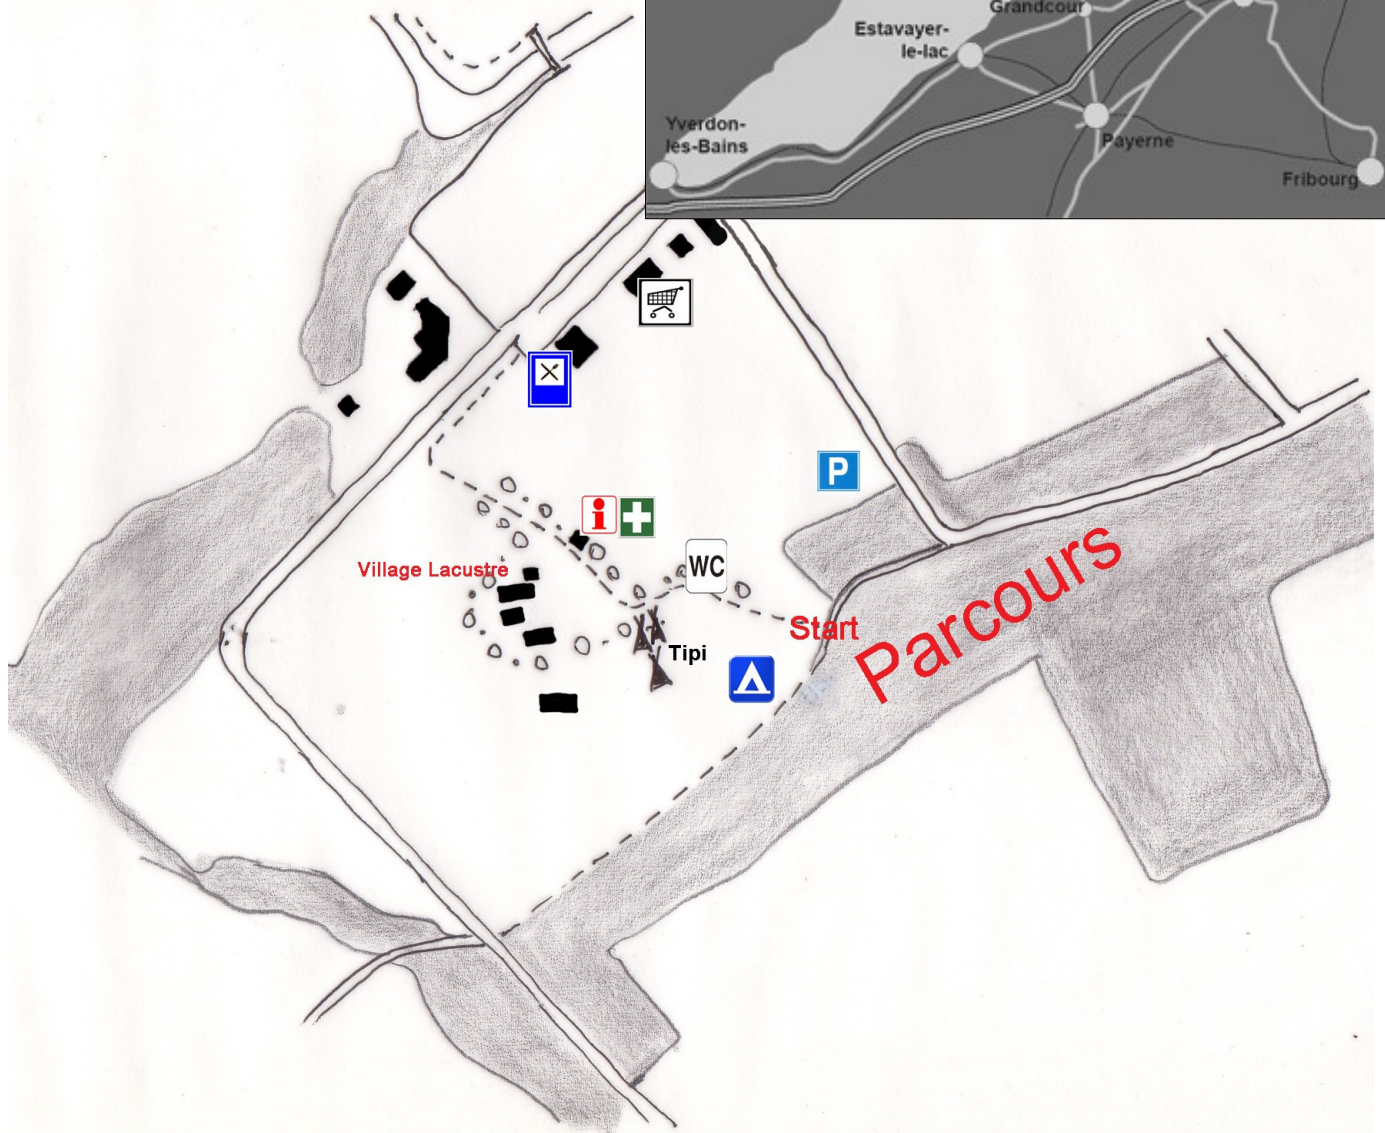 Grandcour
Estavayer-
le-lac
Yverdon-
les-Bains
Payerne
Fribourg
P
i
WC
Village Lacustre
Start
Parcours
Tipi